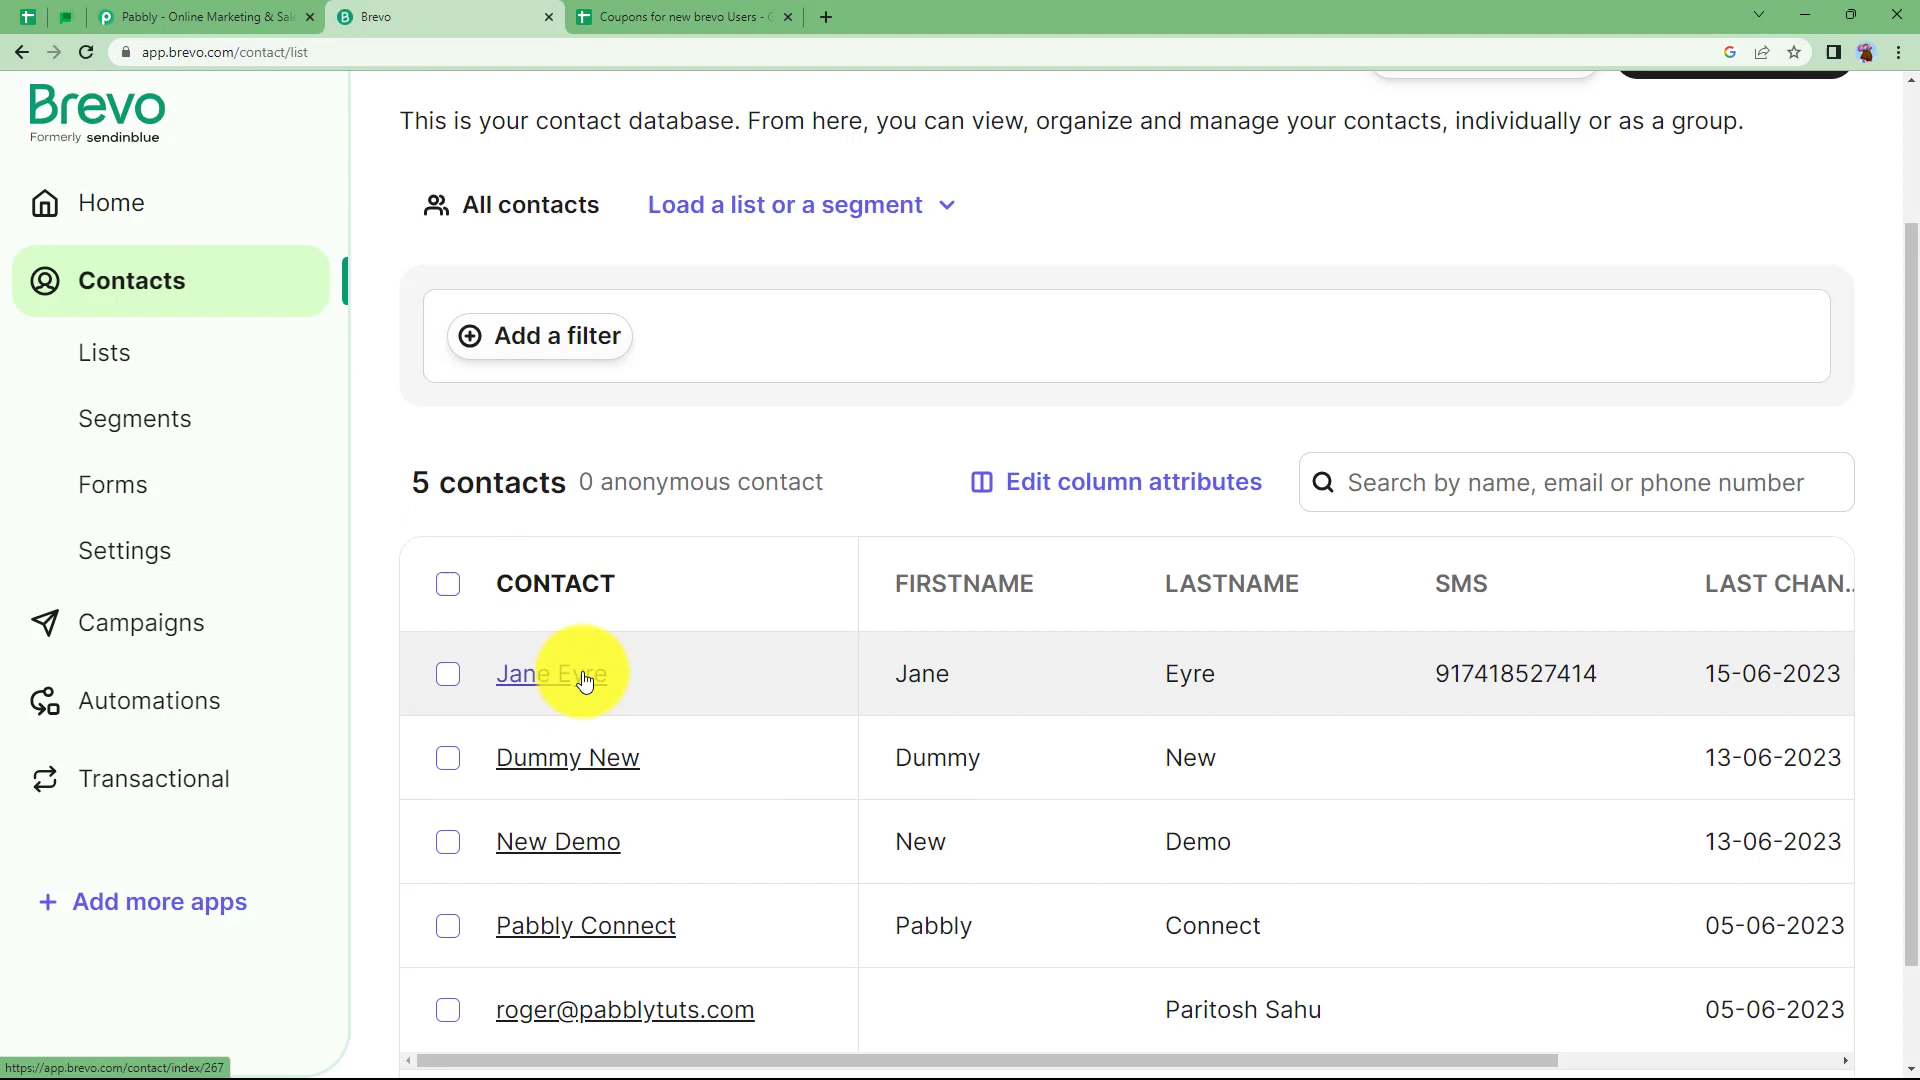 Pabbly - Online Marketing & Sal
Brevo
Coupons for new brevo Users -
app.brevo.com/contact/list
Brevo
Formerly sendinblue
Home
Contacts
Lists
Segments
Forms
Settings
Campaigns
Automations
Transactional
+ Add more apps
This is your contact database. From here, you can view, organize and manage your contacts, individually or as a group.
All contacts
Load a list or a segment
Add a filter
5 contacts 0 anonymous contact
Edit column attributes
Search by name, email or phone number
CONTACT FIRSTNAME LASTNAME SMS LAST CHAN..
Jane Eyre Jane Eyre 917418527414 15-06-2023
Dummy New Dummy New 13-06-2023
New Demo New Demo 13-06-2023
Pabbly Connect Pabbly Connect 05-06-2023
roger@pabblytuts.com Paritosh Sahu 05-06-2023
https://app.brevo.com/contact/index/267